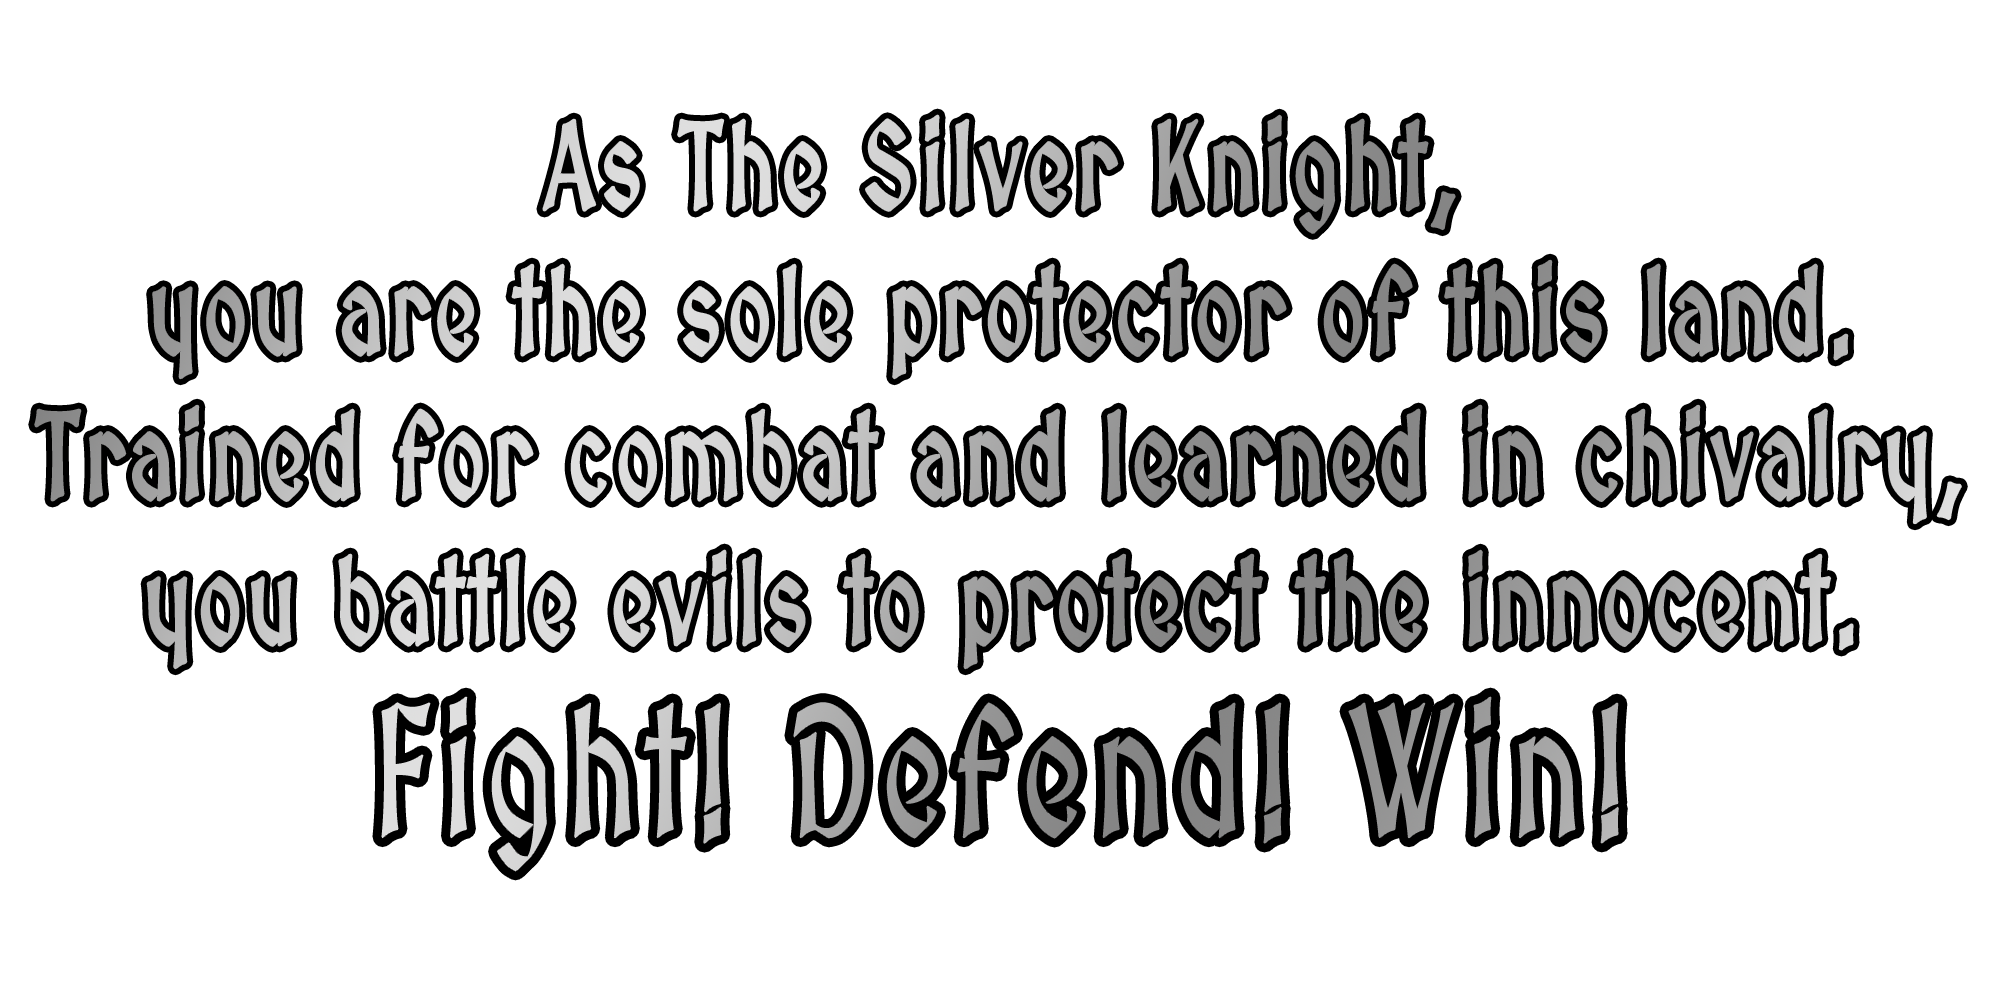 As The Silver Knight,
you are the sole protector of this land.
Trained for combat and learned in chivalry,
you battle evils to protect the innocent.
Fight! Defend! Win!